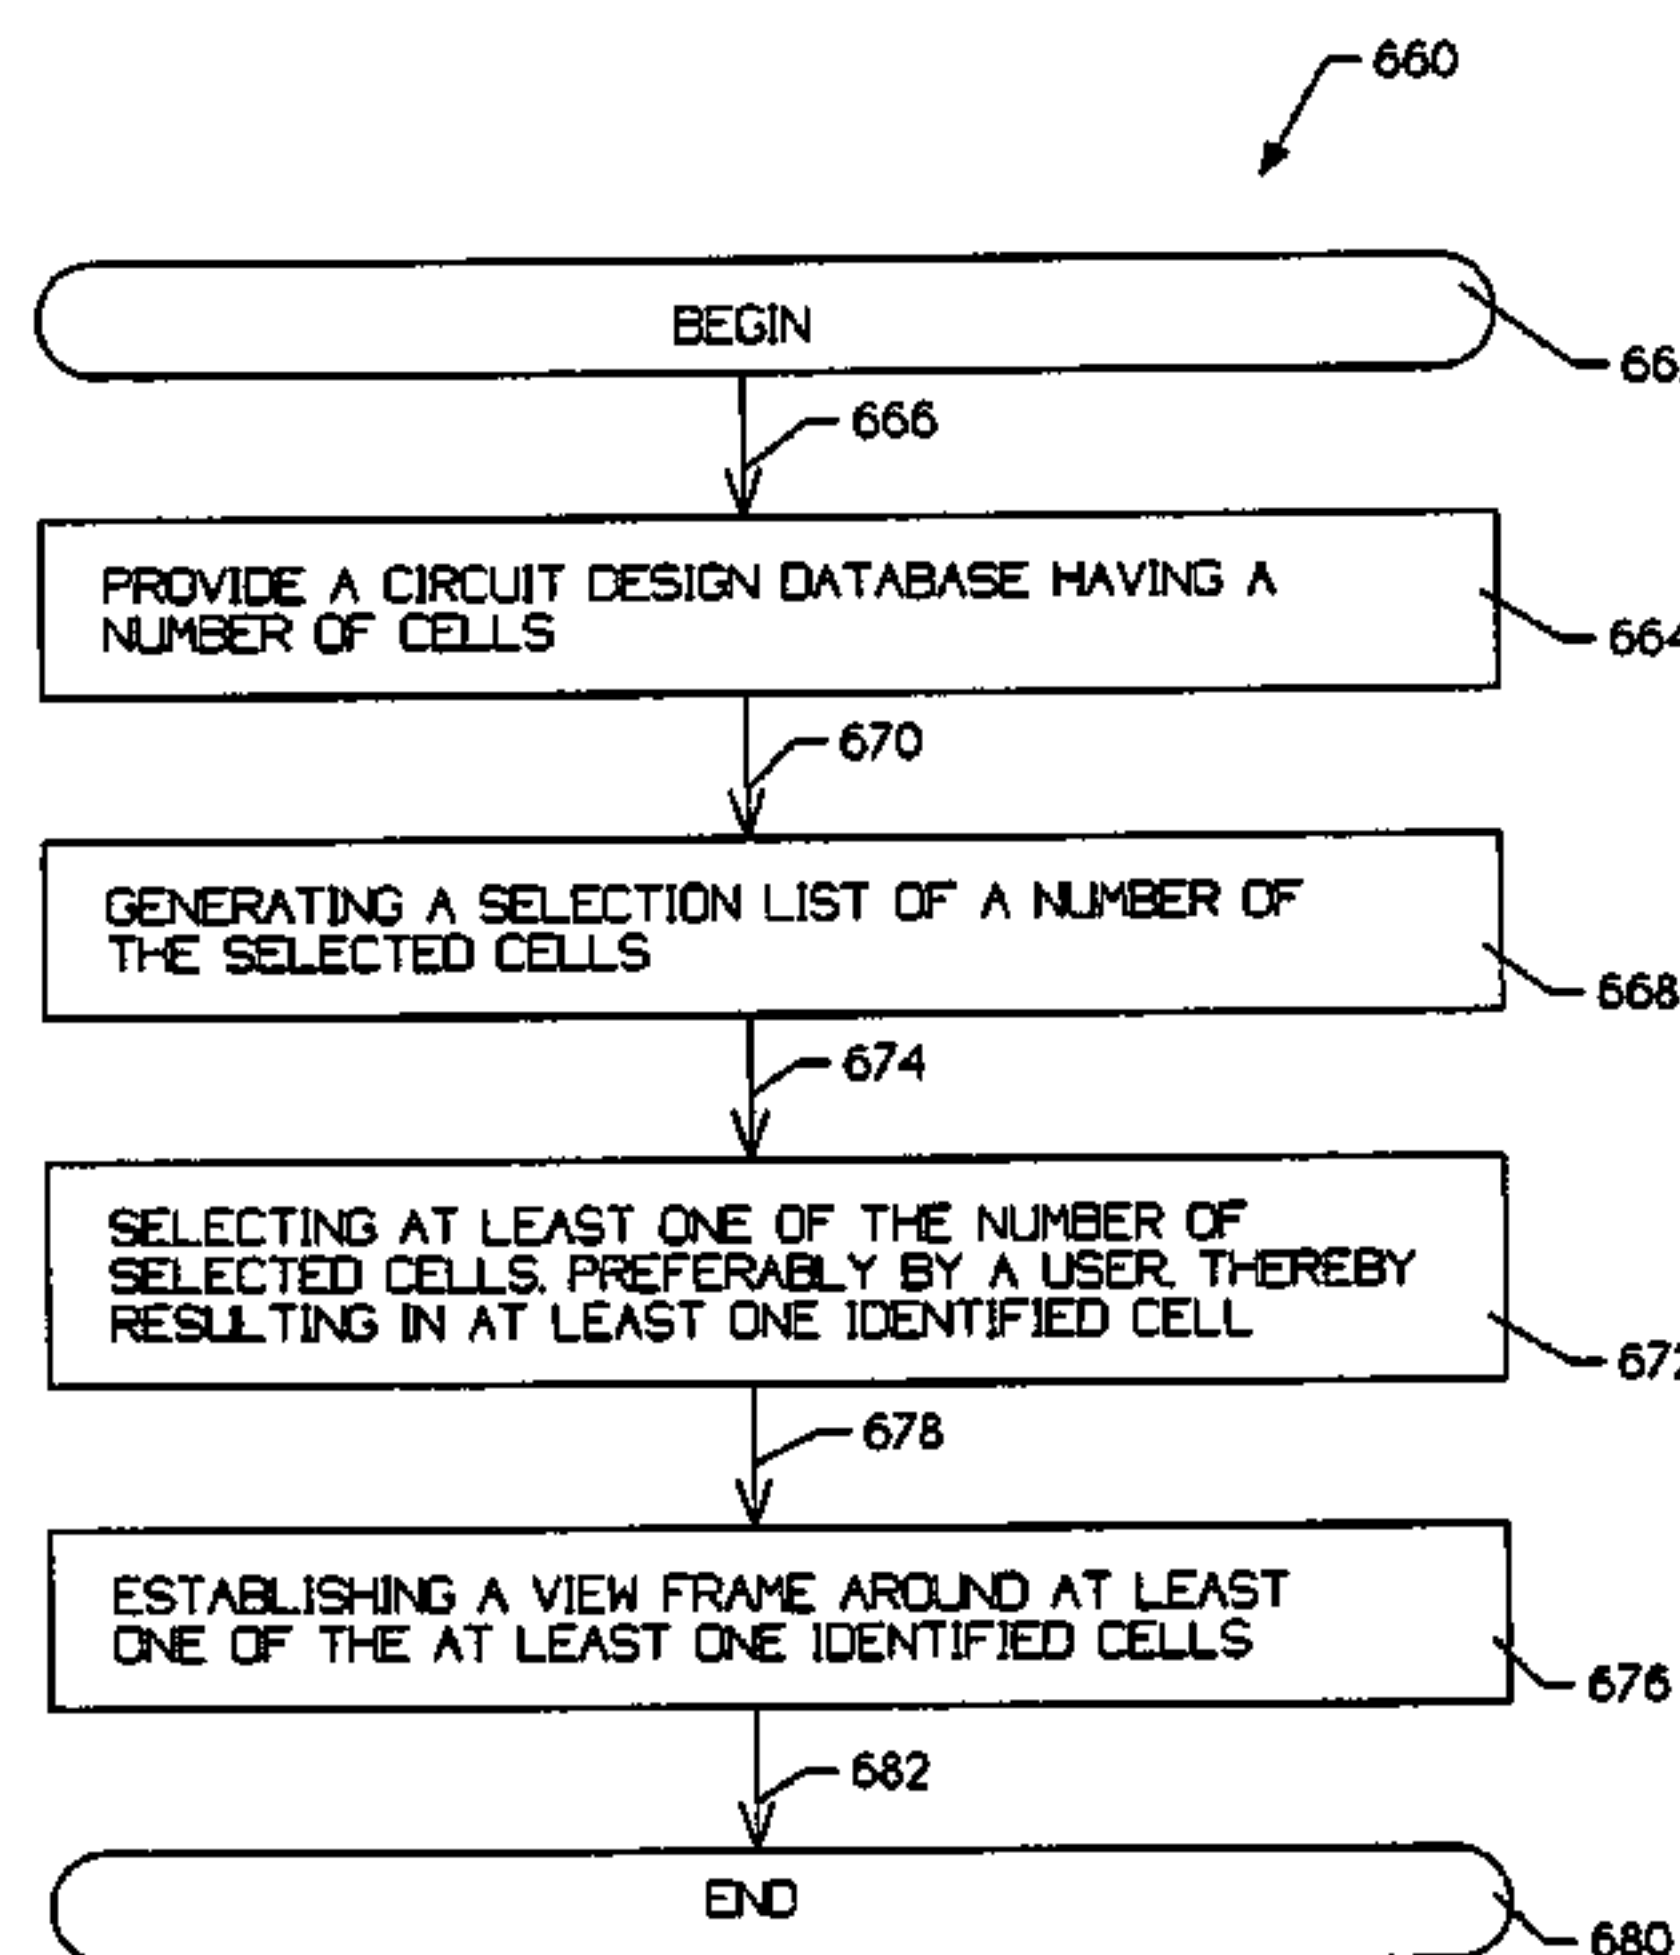 660
BEGIN
666
PROVIDE A CIRCUIT DESIGN DATABASE HAVING A
NUMBER OF CELLS
664
670
GENERATING A SELECTION LIST OF A NUMBER OF
THE SELECTED CELLS
668
674
SELECTING AT LEAST ONE OF THE NUMBER OF
SELECTED CELLS, PREFERABLY BY A USER, THEREBY
RESULTING IN AT LEAST ONE IDENTIFIED CELL
672
678
ESTABLISHING A VIEW FRAME AROUND AT LEAST
ONE OF THE AT LEAST ONE IDENTIFIED CELLS
676
682
END
680